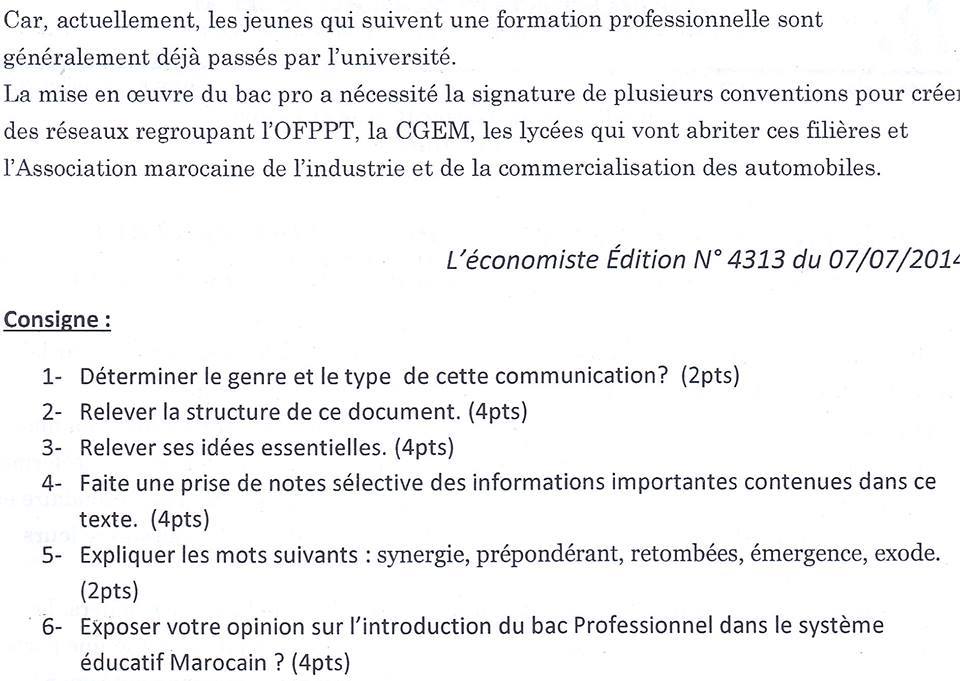 Car, actuellement, les jeunes qui suivent une formation professionnelle sont
généralement déjà passés par l'université.
La mise en œuvre du bac pro a nécessité la signature de plusieurs conventions pour créer
des réseaux regroupant l'OFPPT, la CGEM, les lycées qui vont abriter ces filières et
l'Association marocaine de l'industrie et de la commercialisation des automobiles.
L'économiste Édition N° 4313 du 07/07/2014
Consigne :
1- Déterminer le genre et le type de cette communication? (2pts)
2- Relever la structure de ce document. (4pts)
3- Relever ses idées essentielles. (4pts)
4- Faite une prise de notes sélective des informations importantes contenues dans ce
texte. (4pts)
5- Expliquer les mots suivants : synergie, prépondérant, retombées, émergence, exode.
(2pts)
6- Exposer votre opinion sur l'introduction du bac Professionnel dans le système
éducatif Marocain ? (4pts)